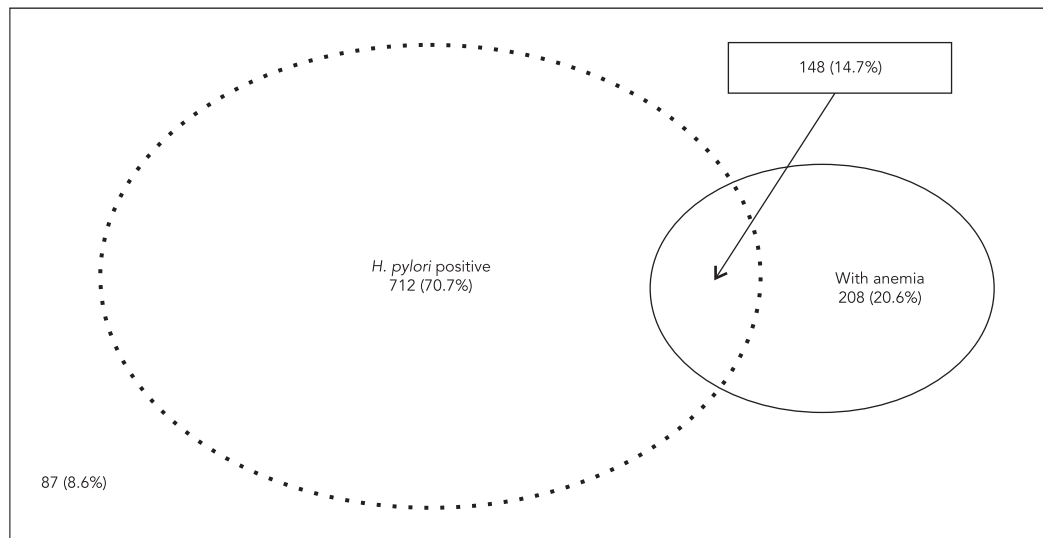 148 (14.7%)
H. pylori positive
712 (70.7%)
With anemia
208 (20.6%)
87 (8.6%)